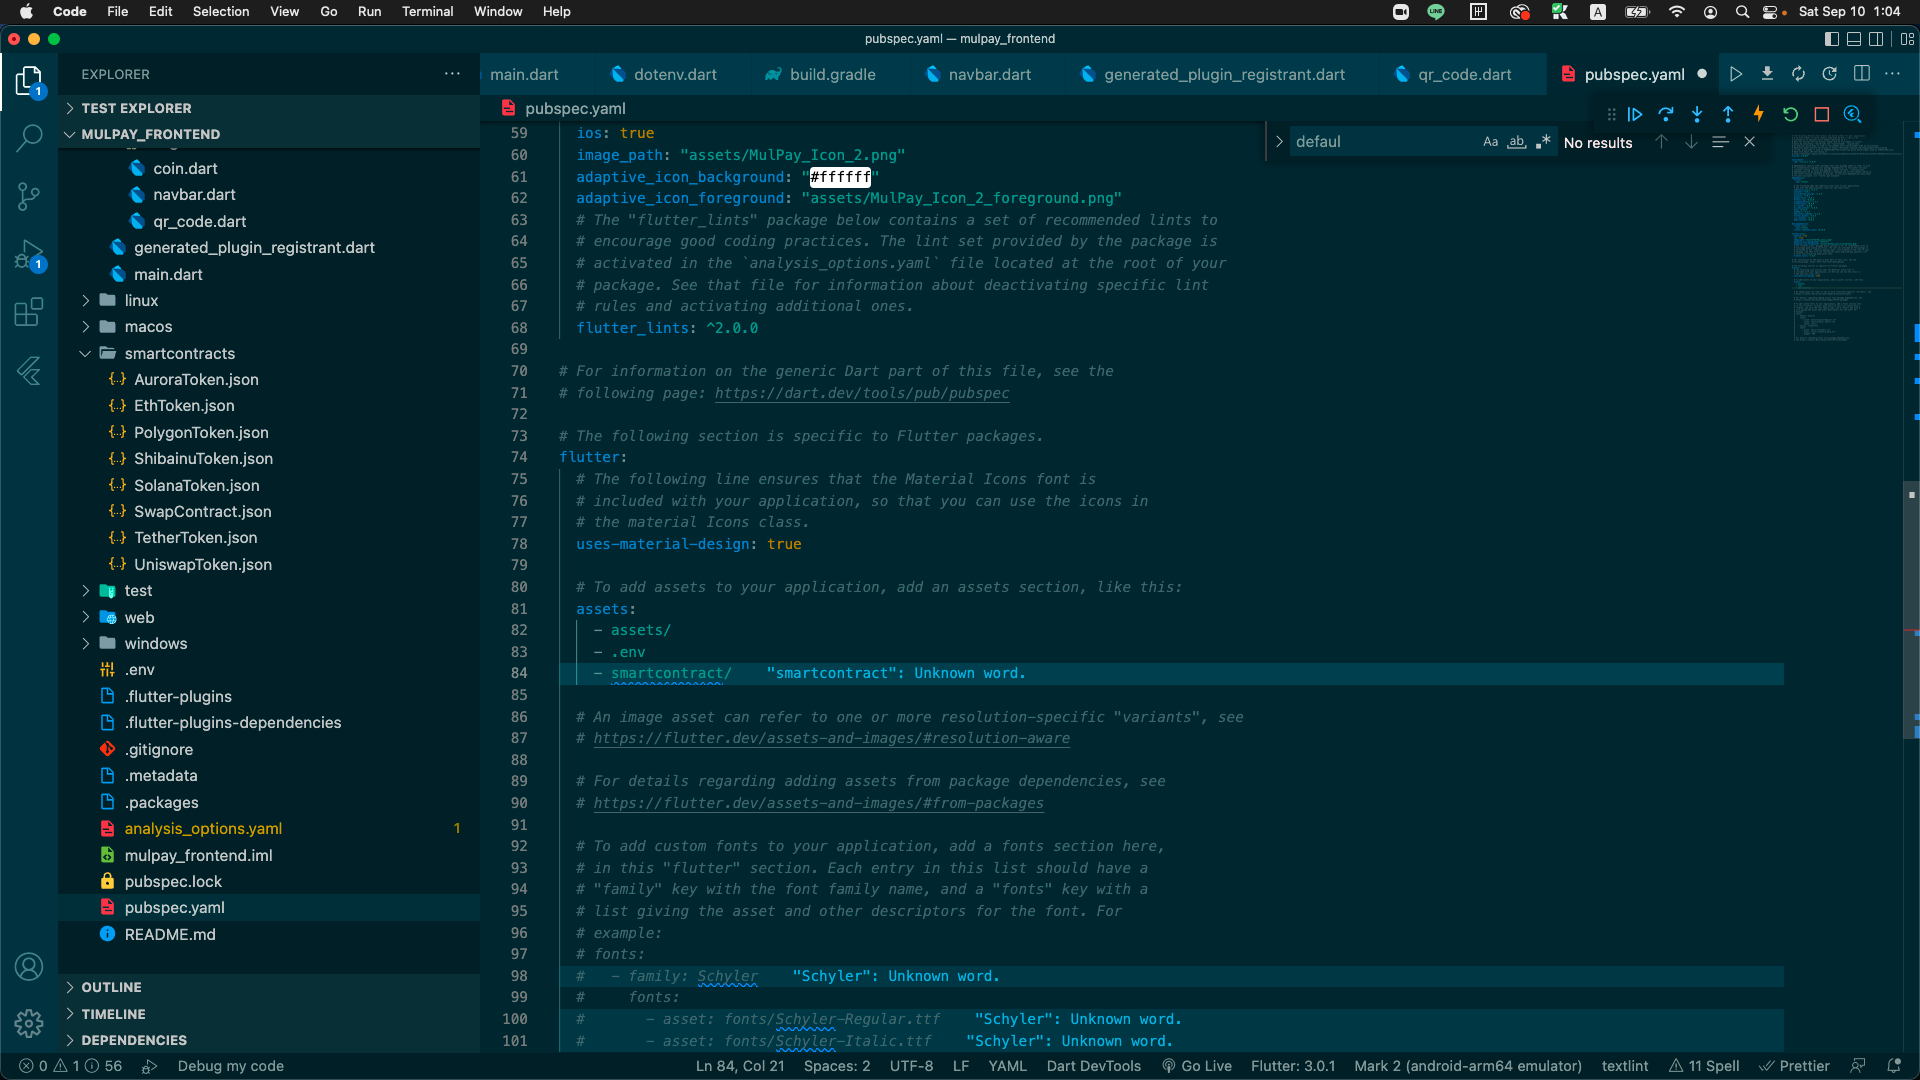 Code File Edit Selection View Go Run Terminal Window Help
LINE A Sat Sep 10 1:04
pubspec.yaml — mulpay_frontend
EXPLORER
main.dart dotenv.dart build.gradle navbar.dart generated_plugin_registrant.dart qr_code.dart pubspec.yaml
1
TEST EXPLORER
MULPAY_FRONTEND
coin.dart
navbar.dart
qr_code.dart
generated_plugin_registrant.dart
main.dart
1
linux
macos
smartcontracts
{..} AuroraToken.json
{..} EthToken.json
{..} PolygonToken.json
{..} ShibainuToken.json
{..} SolanaToken.json
{..} SwapContract.json
{..} TetherToken.json
{..} UniswapToken.json
test
web
windows
.env
.flutter-plugins
.flutter-plugins-dependencies
.gitignore
.metadata
.packages
analysis_options.yaml 1
mulpay_frontend.iml
pubspec.lock
pubspec.yaml
README.md
OUTLINE
TIMELINE
DEPENDENCIES
pubspec.yaml
defaul Aa ab .* No results
59 ios: true
60 image_path: "assets/MulPay_Icon_2.png"
61 adaptive_icon_background: "#ffffff"
62 adaptive_icon_foreground: "assets/MulPay_Icon_2_foreground.png"
63 # The "flutter_lints" package below contains a set of recommended lints to
64 # encourage good coding practices. The lint set provided by the package is
65 # activated in the `analysis_options.yaml` file located at the root of your
66 # package. See that file for information about deactivating specific lint
67 # rules and activating additional ones.
68 flutter_lints: ^2.0.0
69
70 # For information on the generic Dart part of this file, see the
71 # following page: https://dart.dev/tools/pub/pubspec
72
73 # The following section is specific to Flutter packages.
74 flutter:
75 # The following line ensures that the Material Icons font is
76 # included with your application, so that you can use the icons in
77 # the material Icons class.
78 uses-material-design: true
79
80 # To add assets to your application, add an assets section, like this:
81 assets:
82 - assets/
83 - .env
84 - smartcontract/ "smartcontract": Unknown word.
85
86 # An image asset can refer to one or more resolution-specific "variants", see
87 # https://flutter.dev/assets-and-images/#resolution-aware
88
89 # For details regarding adding assets from package dependencies, see
90 # https://flutter.dev/assets-and-images/#from-packages
91
92 # To add custom fonts to your application, add a fonts section here,
93 # in this "flutter" section. Each entry in this list should have a
94 # "family" key with the font family name, and a "fonts" key with a
95 # list giving the asset and other descriptors for the font. For
96 # example:
97 # fonts:
98 # - family: Schyler "Schyler": Unknown word.
99 # fonts:
100 # - asset: fonts/Schyler-Regular.ttf "Schyler": Unknown word.
101 # - asset: fonts/Schyler-Italic.ttf "Schyler": Unknown word.
0 1 56 Debug my code Ln 84, Col 21 Spaces: 2 UTF-8 LF YAML Dart DevTools Go Live Flutter: 3.0.1 Mark 2 (android-arm64 emulator) textlint 11 Spell Prettier